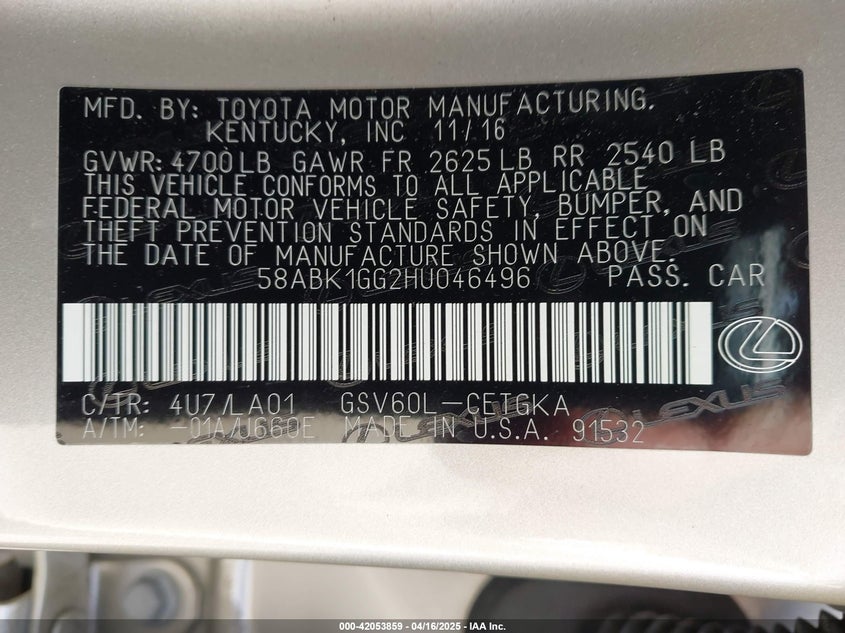 MFD. BY: TOYOTA MOTOR MANUFACTURING.
KENTUCKY, INC 11/16
GVWR: 4700 LB GAWR FR 2625 LB RR 2540 LB
THIS VEHICLE CONFORMS TO ALL APPLICABLE
FEDERAL MOTOR VEHICLE SAFETY, BUMPER, AND
THEFT PREVENTION STANDARDS IN EFFECT ON
THE DATE OF MANUFACTURE SHOWN ABOVE.
58ABK1GG2HU046496 PASS. CAR
C/TR: 4U7/LA01 GSV60L-CETGKA
A/TM: -01A/U660E MADE IN U.S.A. 91532
LEXUS
000-42053859 - 04/16/2025 - IAA Inc.